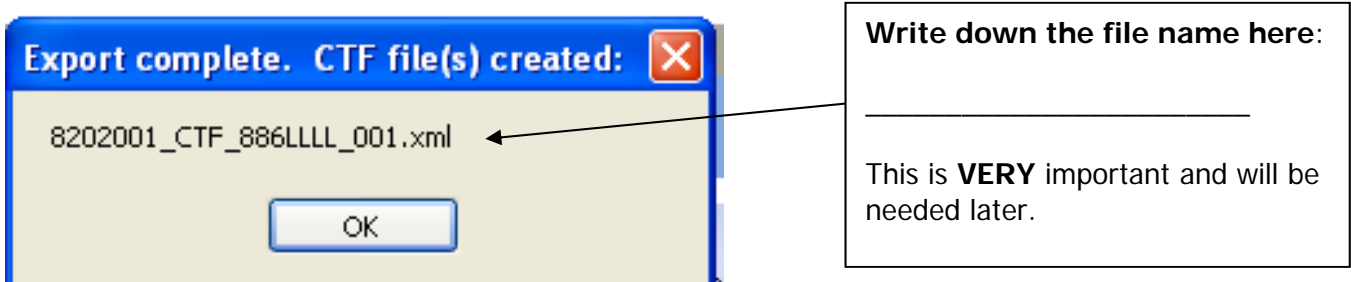 Export complete. CTF file(s) created:
8202001_CTF_886LLLL_001.xml
OK
Write down the file name here:
________________________
This is VERY important and will be
needed later.